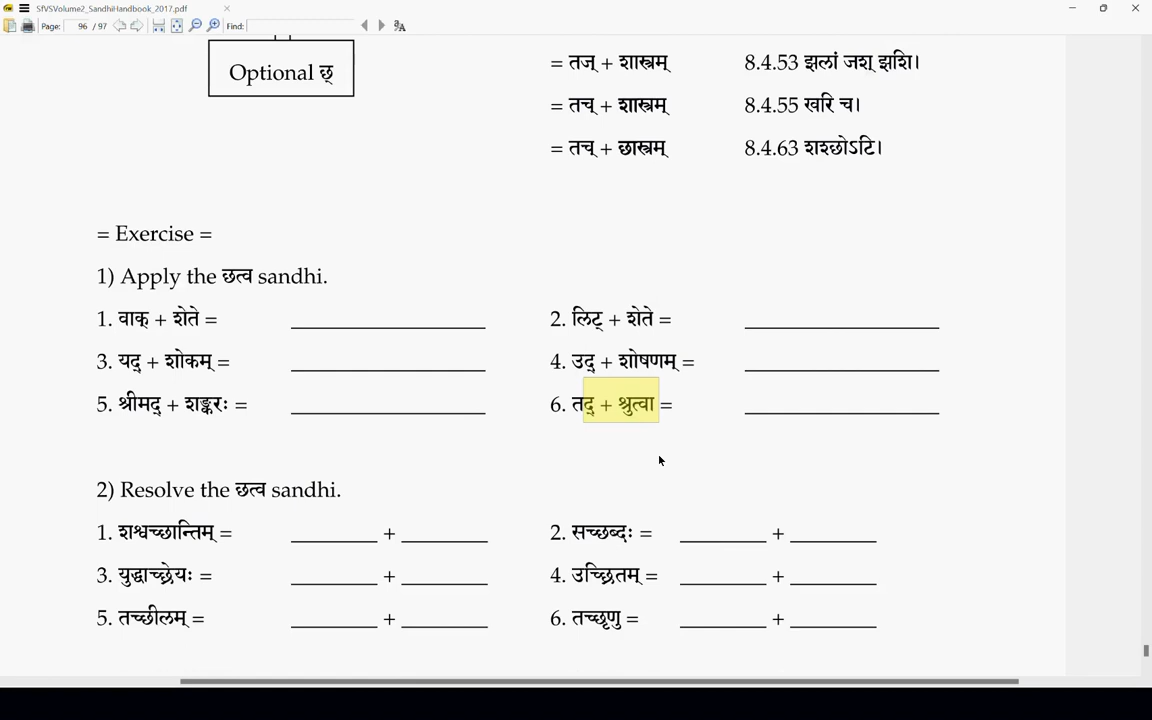 SfVSVolume2_SandhiHandbook_2017.pdf
Page: 96 / 97 Find:
Optional छ्
= तज् + शास्त्रम् 8.4.53 झलां जश् झशि।
= तच् + शास्त्रम् 8.4.55 खरि च।
= तच् + छास्त्रम् 8.4.63 शश्छोऽटि।
= Exercise =
1) Apply the छत्व sandhi.
1. वाक् + शेते = 2. लिट् + शेते =
3. यद् + शोकम् = 4. उद् + शोषणम् =
5. श्रीमद् + शङ्करः = 6. तद् + श्रुत्वा =
2) Resolve the छत्व sandhi.
1. शश्वच्छान्तिम् = + 2. सच्छब्दः = +
3. युद्धाच्छ्रेयः = + 4. उच्छ्रितम् = +
5. तच्छीलम् = + 6. तच्छृणु = +